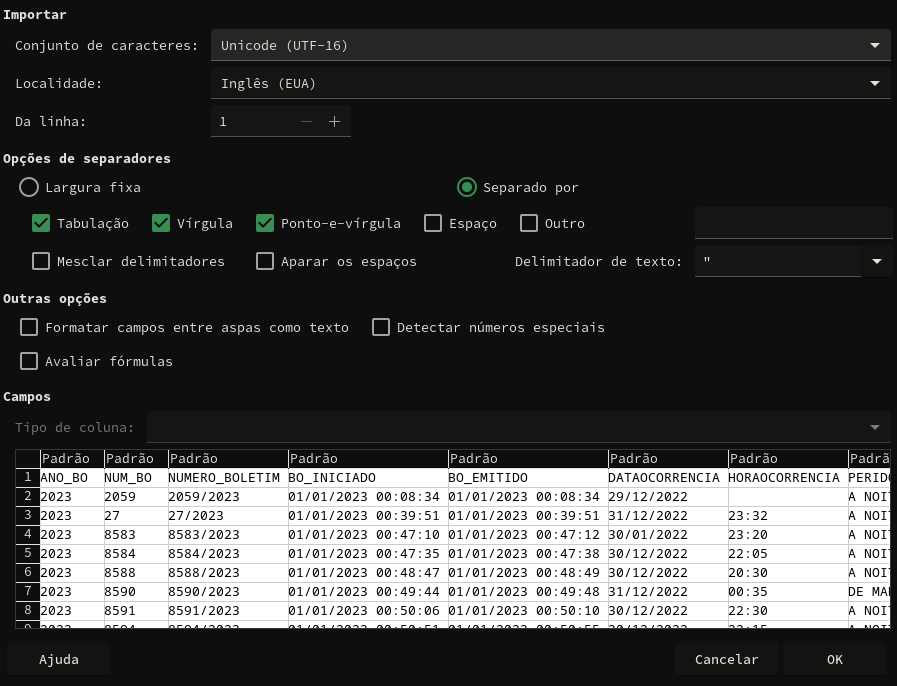 Importar
Conjunto de caracteres: Unicode (UTF-16)
Localidade: Inglês (EUA)
Da linha: 1
Opções de separadores
Largura fixa Separado por
Tabulação Vírgula Ponto-e-vírgula Espaço Outro
Mesclar delimitadores Aparar os espaços Delimitador de texto: "
Outras opções
Formatar campos entre aspas como texto Detectar números especiais
Avaliar fórmulas
Campos
Tipo de coluna:
Padrão Padrão Padrão Padrão Padrão Padrão Padrão Padrã
1 ANO_BO NUM_BO NUMERO_BOLETIM BO_INICIADO BO_EMITIDO DATAOCORRENCIA HORAOCORRENCIA PERIDO
2 2023 2059 2059/2023 01/01/2023 00:08:34 01/01/2023 00:08:34 29/12/2022 A NOIT
3 2023 27 27/2023 01/01/2023 00:39:51 01/01/2023 00:39:51 31/12/2022 23:32 A NOIT
4 2023 8583 8583/2023 01/01/2023 00:47:10 01/01/2023 00:47:12 30/01/2022 23:20 A NOIT
5 2023 8584 8584/2023 01/01/2023 00:47:35 01/01/2023 00:47:38 30/12/2022 22:05 A NOIT
6 2023 8588 8588/2023 01/01/2023 00:48:47 01/01/2023 00:48:49 30/12/2022 20:30 A NOIT
7 2023 8590 8590/2023 01/01/2023 00:49:44 01/01/2023 00:49:48 31/12/2022 00:35 DE MAD
8 2023 8591 8591/2023 01/01/2023 00:50:06 01/01/2023 00:50:10 30/12/2022 22:30 A NOIT
Ajuda Cancelar OK